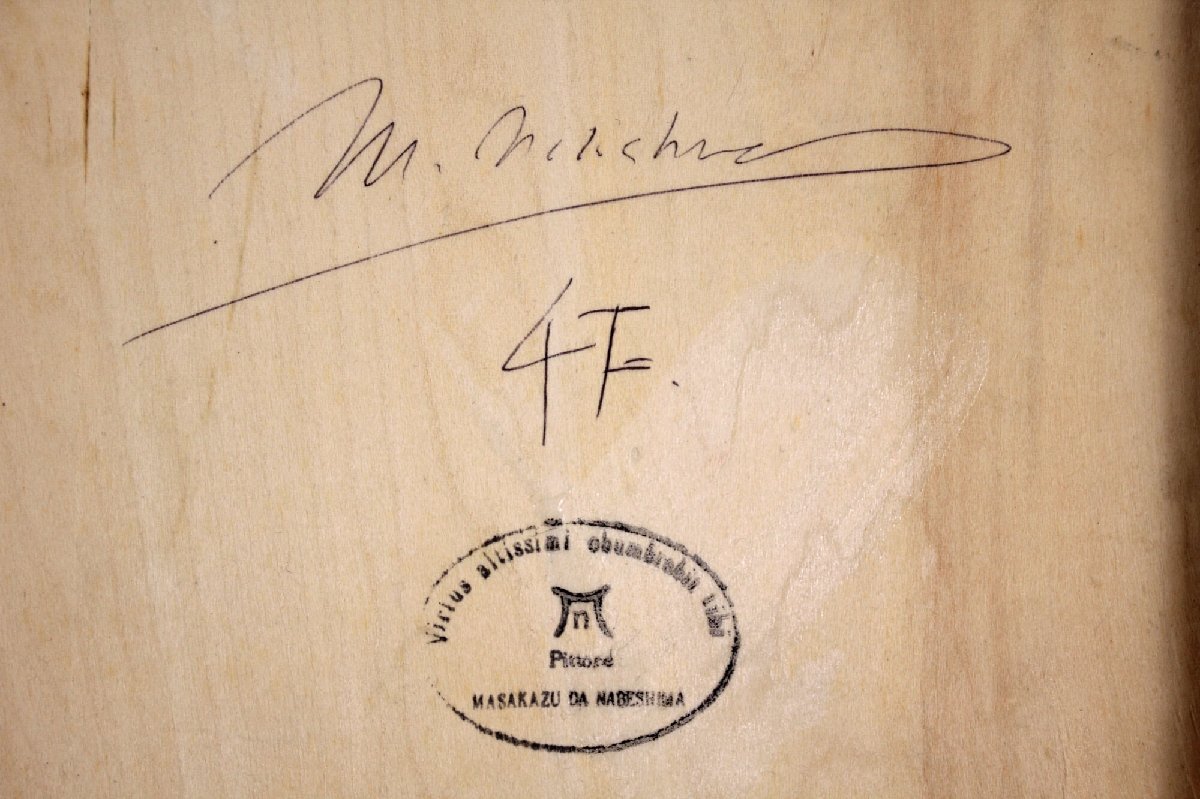 M.
4F.
Virtus altissimi obumbrabit tibi
n
Pittore
MASAKAZU DA NABESHIMA